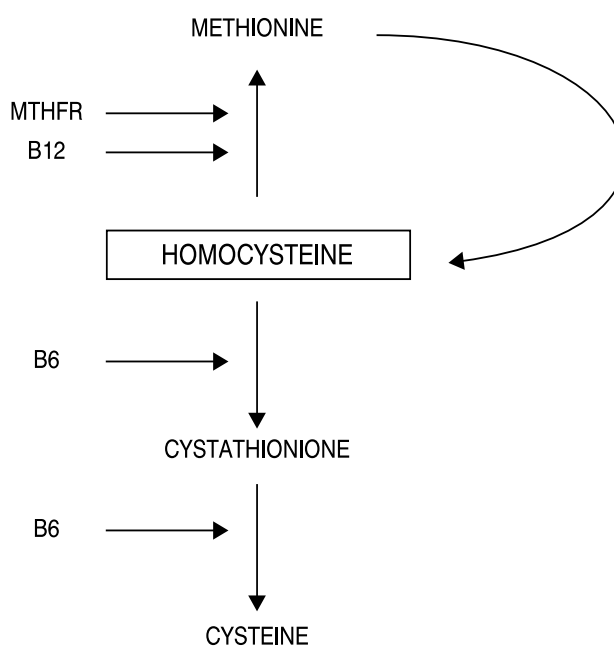 METHIONINE
MTHFR
B12
HOMOCYSTEINE
B6
CYSTATHIONIONE
B6
CYSTEINE